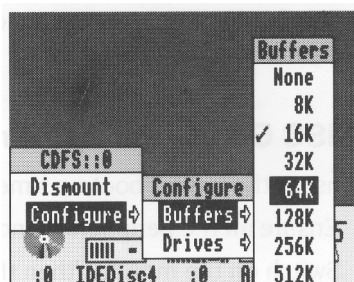 Buffers
None
8K
✓ 16K
32K
64K
128K
256K
512K
CDFS::0
Dismount
Configure
Configure
Buffers
Drives
:0 IDEDisc4 :0